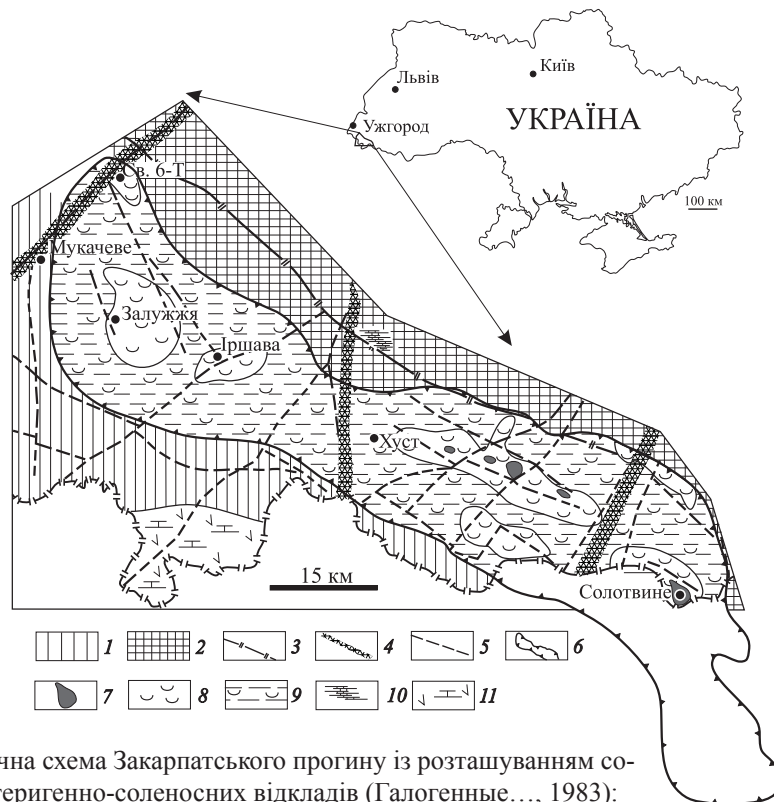 Львів
Київ
Ужгород
УКРАЇНА
100 км
в. 6-Т
Мукачеве
Залужжя
Іршава
Хуст
15 км
Солотвине
1 2 3 4 5 6
7 8 9 10 11
чна схема Закарпатського прогину із розташуванням со-
теригенно-соленосних відкладів (Галогенные…, 1983):